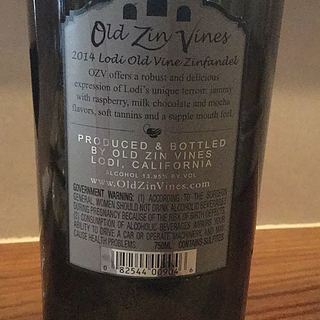 Old Zin Vines
2014 Lodi Old Vine Zinfandel
OZV offers a robust and delicious
expression of Lodi's unique terroir: jammy
with raspberry, milk chocolate and mocha
flavors, soft tannins and a supple mouth feel.
PRODUCED & BOTTLED
BY OLD ZIN VINES
LODI, CALIFORNIA
ALCOHOL 13.95% BY VOL
www.OldZinVines.com
GOVERNMENT WARNING: (1) ACCORDING TO THE SURGEON
GENERAL, WOMEN SHOULD NOT DRINK ALCOHOLIC BEVERAGES
DURING PREGNANCY BECAUSE OF THE RISK OF BIRTH DEFECTS.
(2) CONSUMPTION OF ALCOHOLIC BEVERAGES IMPAIRS YOUR
ABILITY TO DRIVE A CAR OR OPERATE MACHINERY, AND MAY
CAUSE HEALTH PROBLEMS. 750ML CONTAINS SULFITES
0 82544 00904 6